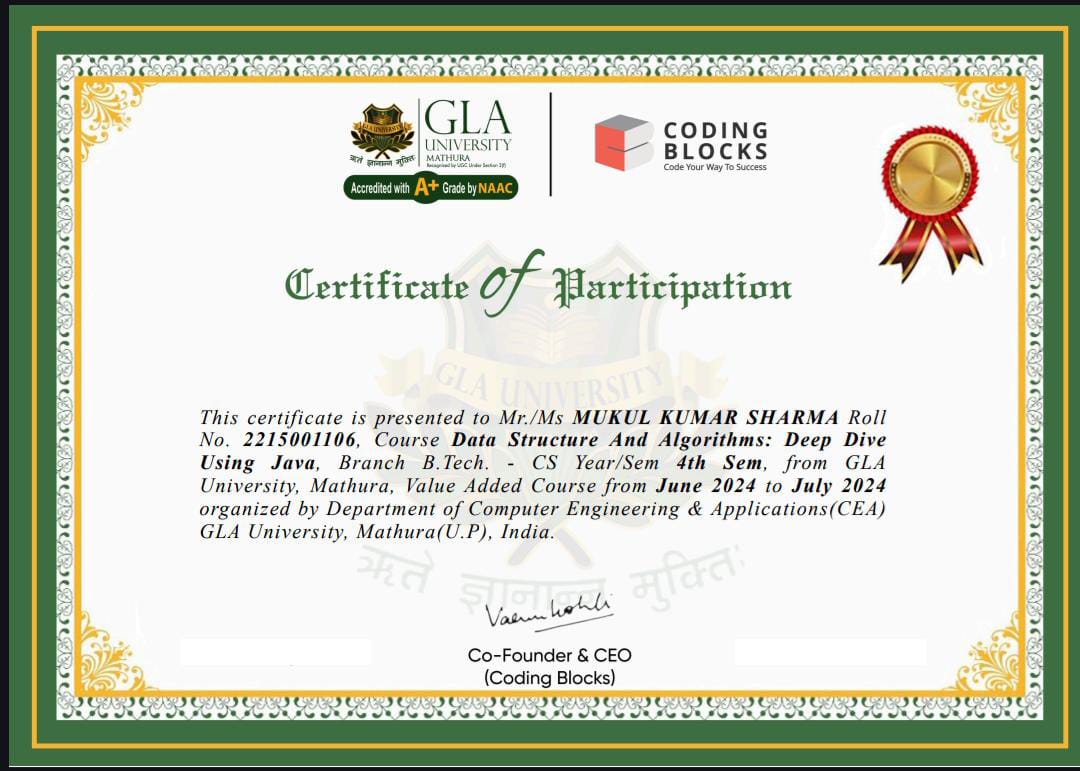 GLA UNIVERSITY
ऋते ज्ञानान्न मुक्तिः
GLA
UNIVERSITY
MATHURA
Recognised by UGC Under Section 2(f)
Accredited with A+ Grade by NAAC
CODING
BLOCKS
Code Your Way To Success
Certificate of Participation
GLA UNIVERSITY
This certificate is presented to Mr./Ms MUKUL KUMAR SHARMA Roll
No. 2215001106, Course Data Structure And Algorithms: Deep Dive
Using Java, Branch B.Tech. - CS Year/Sem 4th Sem, from GLA
University, Mathura, Value Added Course from June 2024 to July 2024
organized by Department of Computer Engineering & Applications(CEA)
GLA University, Mathura(U.P), India.
ऋते ज्ञानान्न मुक्तिः
Varun Kohli
Co-Founder & CEO
(Coding Blocks)